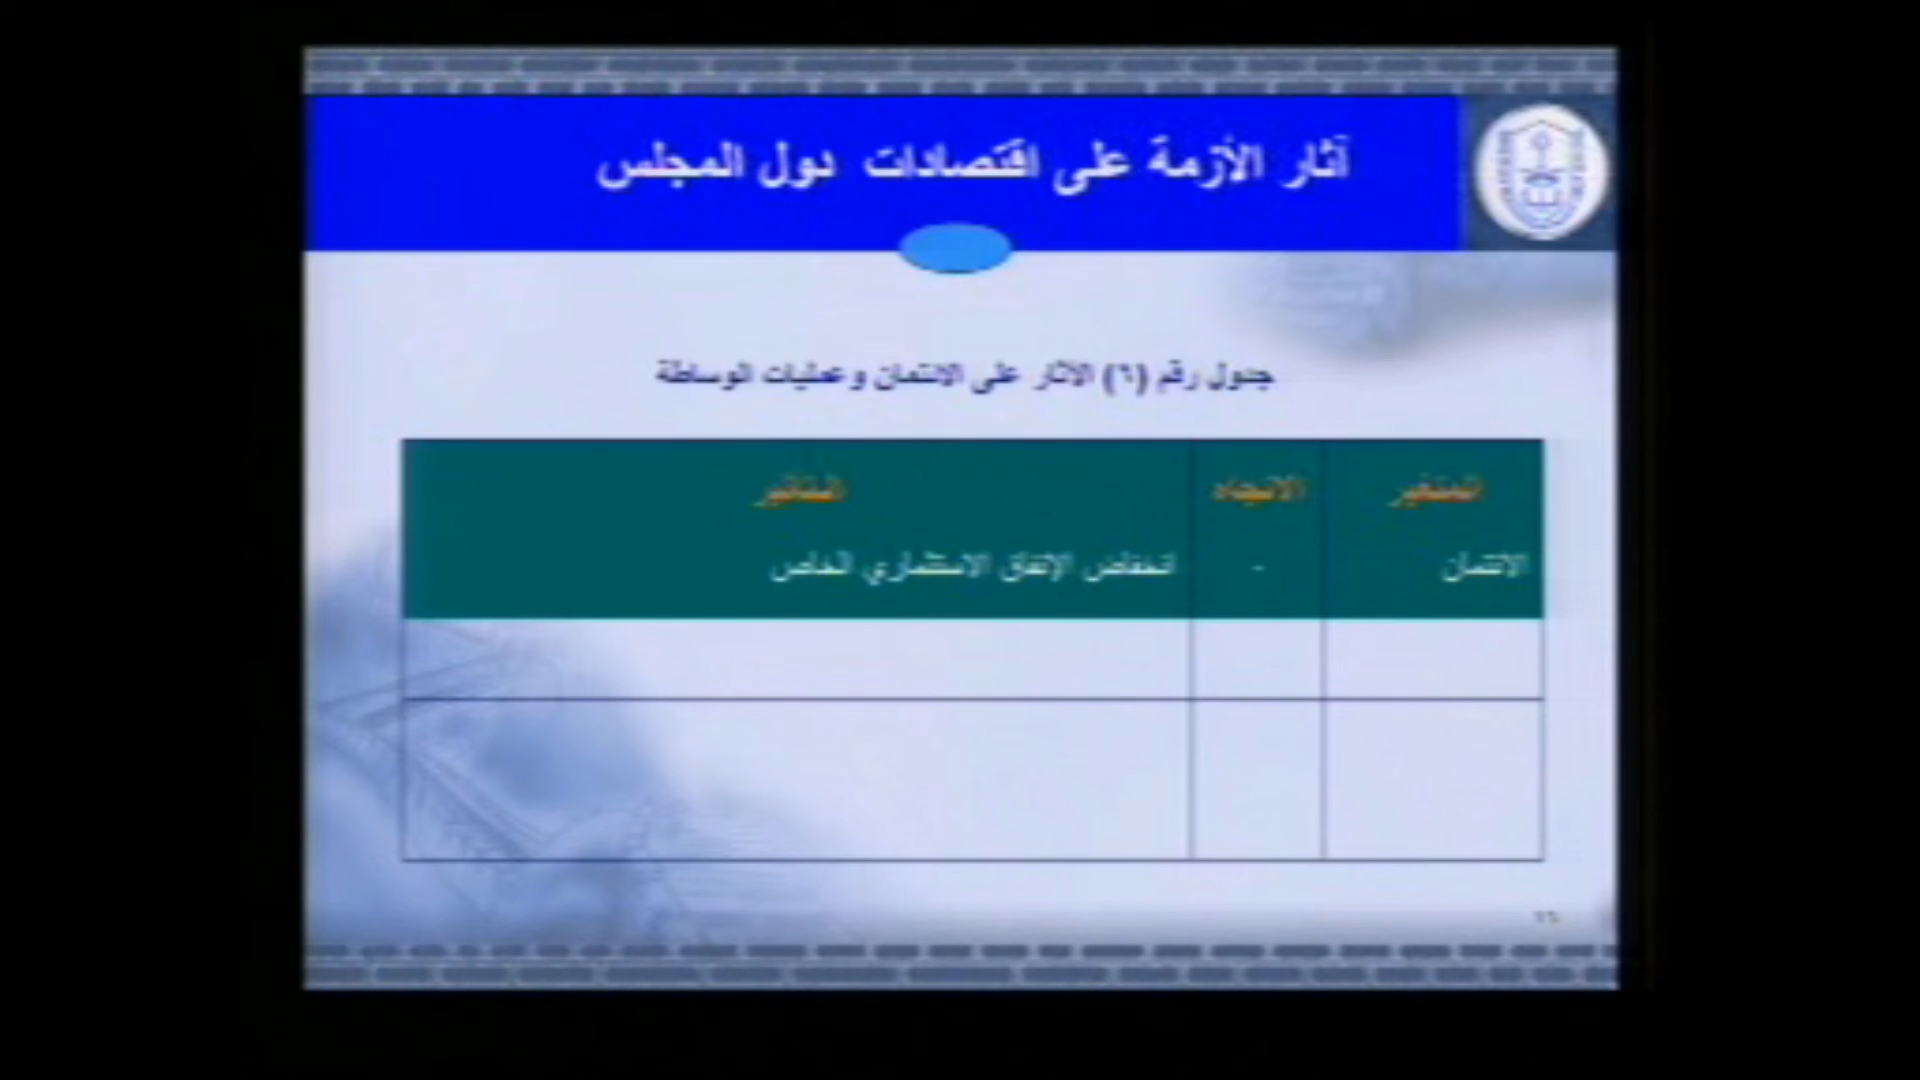 آثار الأزمة على اقتصادات دول المجلس
جدول رقم (٦) الآثار على الائتمان وعمليات الوساطة
المتغير الاتجاه التأثير
الائتمان - انخفاض الإنفاق الاستثماري الخاص